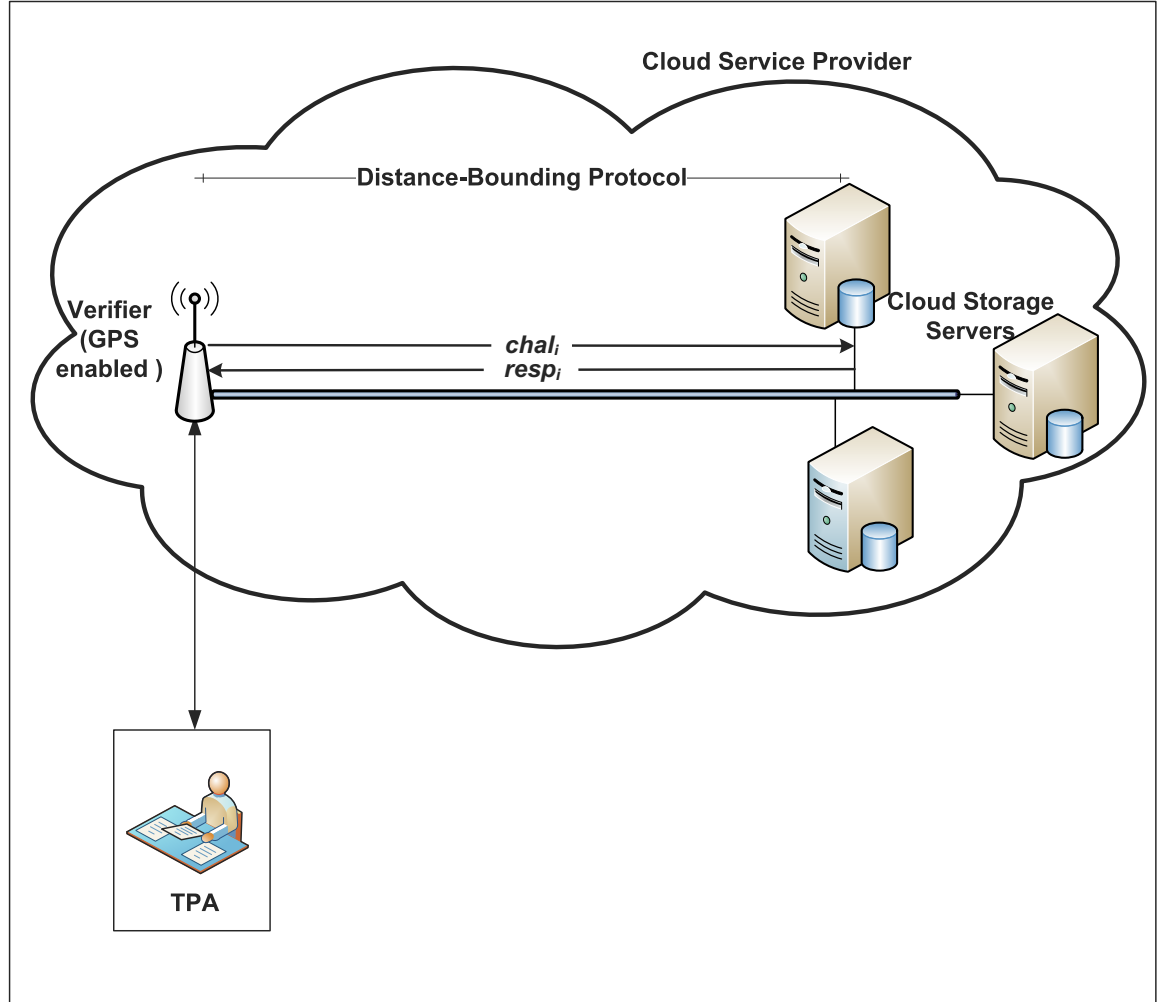 Cloud Service Provider
Distance-Bounding Protocol
Verifier
(GPS
enabled )
Cloud Storage
Servers
chalᵢ
respᵢ
TPA